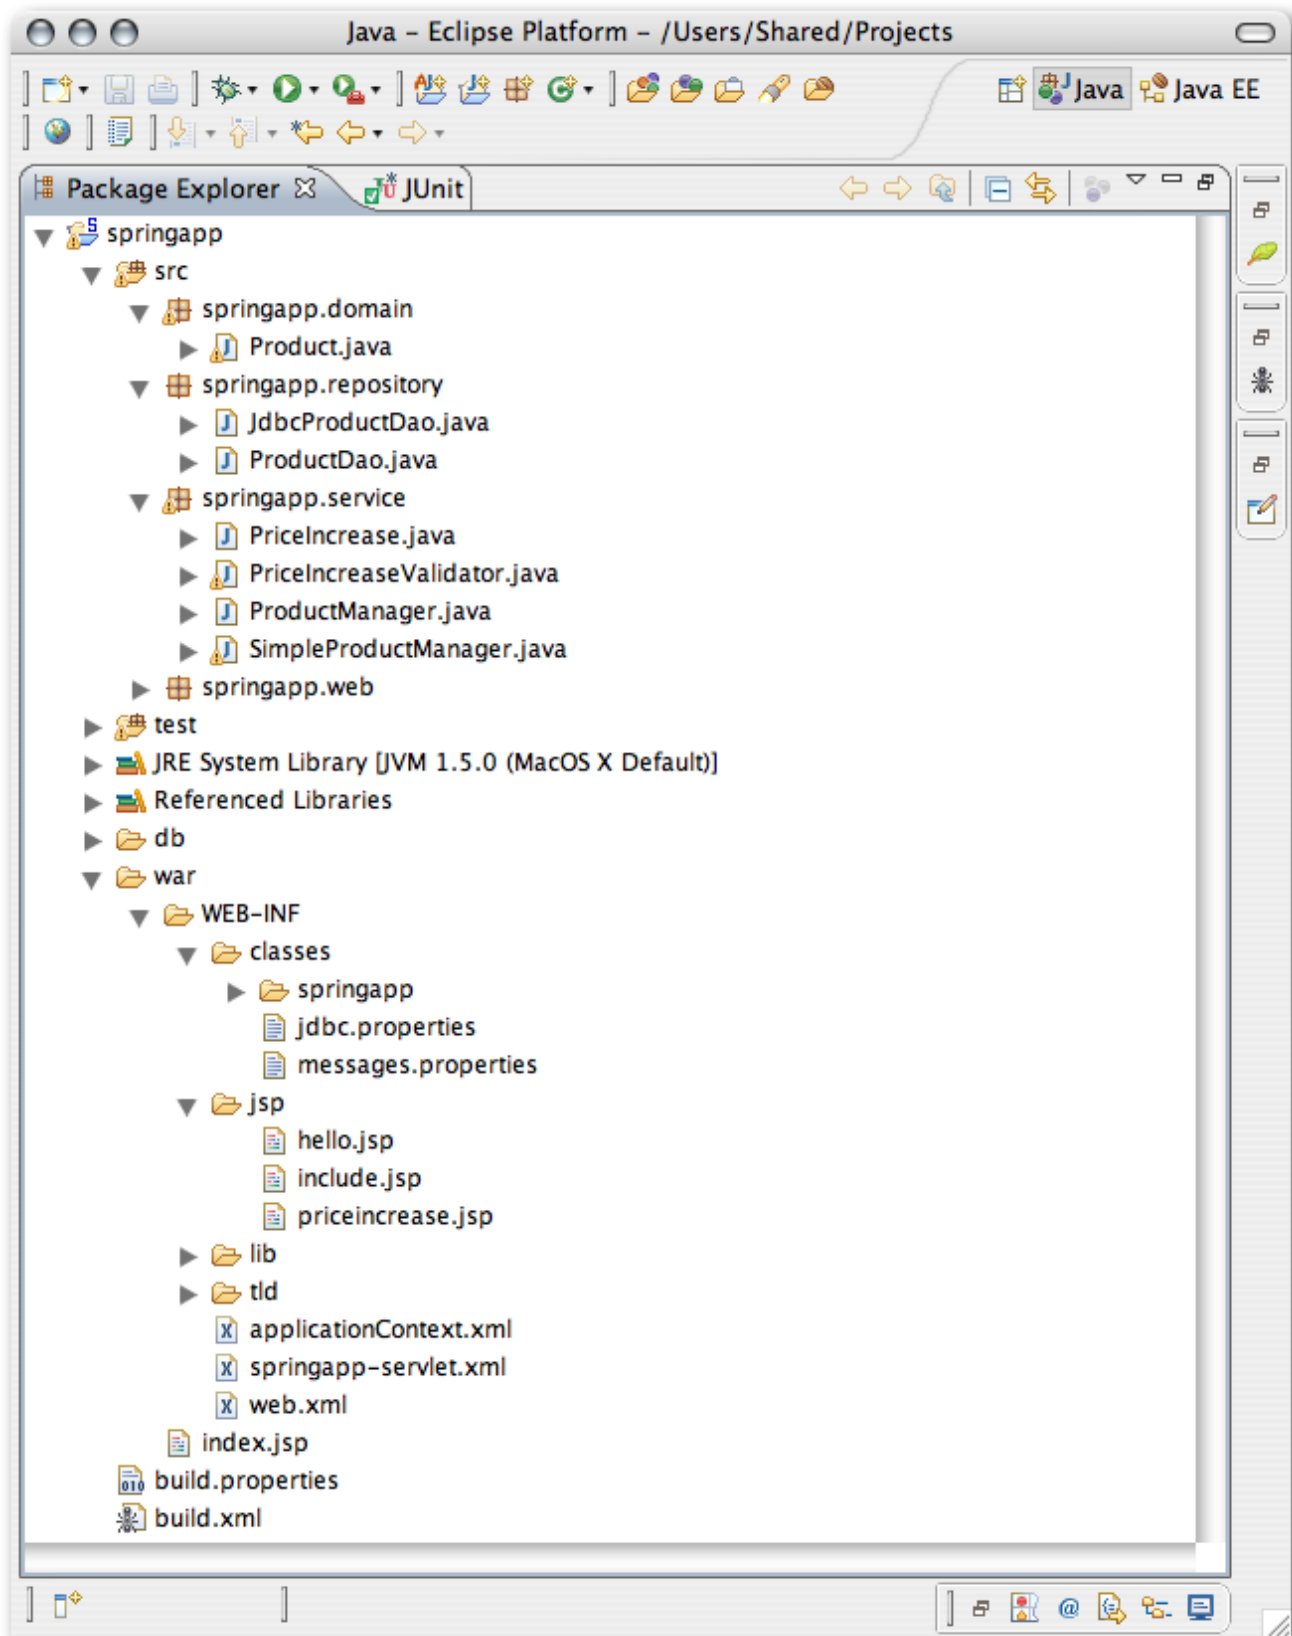 Java – Eclipse Platform – /Users/Shared/Projects
Java Java EE
Package Explorer JUnit
springapp
src
springapp.domain
Product.java
springapp.repository
JdbcProductDao.java
ProductDao.java
springapp.service
PriceIncrease.java
PriceIncreaseValidator.java
ProductManager.java
SimpleProductManager.java
springapp.web
test
JRE System Library [JVM 1.5.0 (MacOS X Default)]
Referenced Libraries
db
war
WEB-INF
classes
springapp
jdbc.properties
messages.properties
jsp
hello.jsp
include.jsp
priceincrease.jsp
lib
tld
applicationContext.xml
springapp-servlet.xml
web.xml
index.jsp
build.properties
build.xml